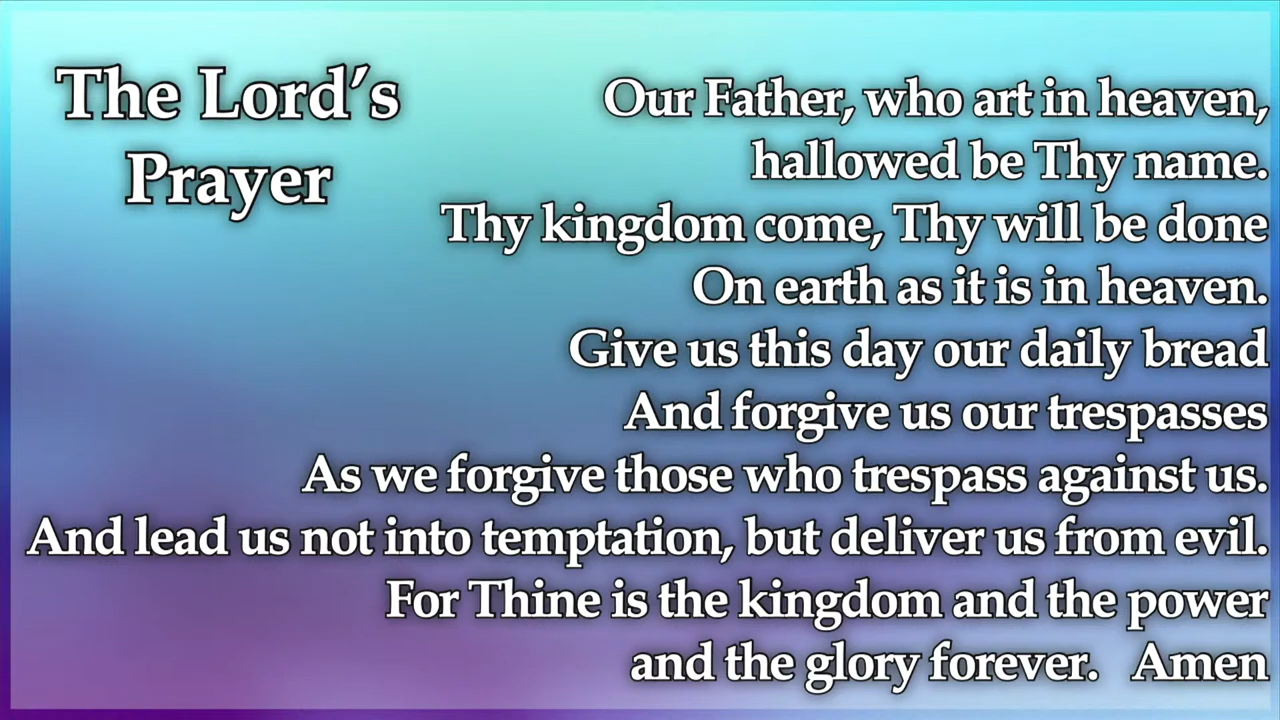 The Lord’s
Prayer
Our Father, who art in heaven,
hallowed be Thy name.
Thy kingdom come, Thy will be done
On earth as it is in heaven.
Give us this day our daily bread
And forgive us our trespasses
As we forgive those who trespass against us.
And lead us not into temptation, but deliver us from evil.
For Thine is the kingdom and the power
and the glory forever. Amen